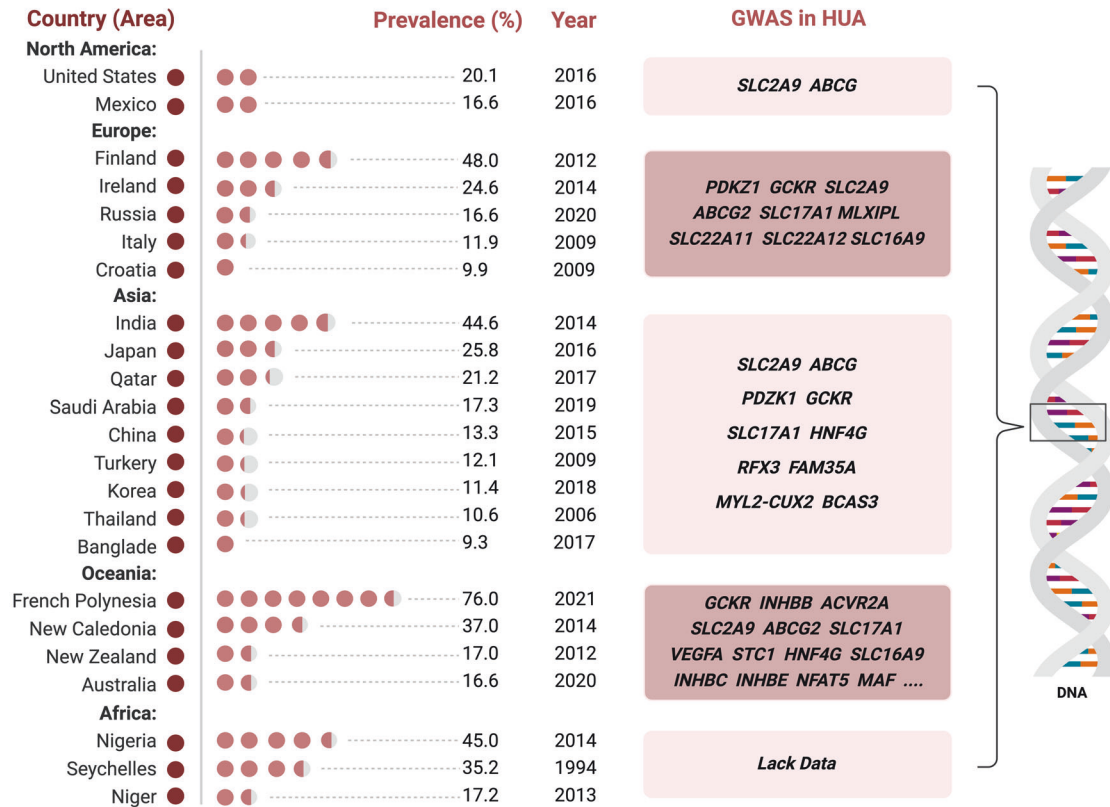 Country (Area) Prevalence (%) Year GWAS in HUA
North America:
United States 20.1 2016
Mexico 16.6 2016
SLC2A9 ABCG
Europe:
Finland 48.0 2012
Ireland 24.6 2014
Russia 16.6 2020
Italy 11.9 2009
Croatia 9.9 2009
PDKZ1 GCKR SLC2A9
ABCG2 SLC17A1 MLXIPL
SLC22A11 SLC22A12 SLC16A9
Asia:
India 44.6 2014
Japan 25.8 2016
Qatar 21.2 2017
Saudi Arabia 17.3 2019
China 13.3 2015
Turkery 12.1 2009
Korea 11.4 2018
Thailand 10.6 2006
Banglade 9.3 2017
SLC2A9 ABCG
PDZK1 GCKR
SLC17A1 HNF4G
RFX3 FAM35A
MYL2-CUX2 BCAS3
Oceania:
French Polynesia 76.0 2021
New Caledonia 37.0 2014
New Zealand 17.0 2012
Australia 16.6 2020
GCKR INHBB ACVR2A
SLC2A9 ABCG2 SLC17A1
VEGFA STC1 HNF4G SLC16A9
INHBC INHBE NFAT5 MAF ....
Africa:
Nigeria 45.0 2014
Seychelles 35.2 1994
Niger 17.2 2013
Lack Data
DNA